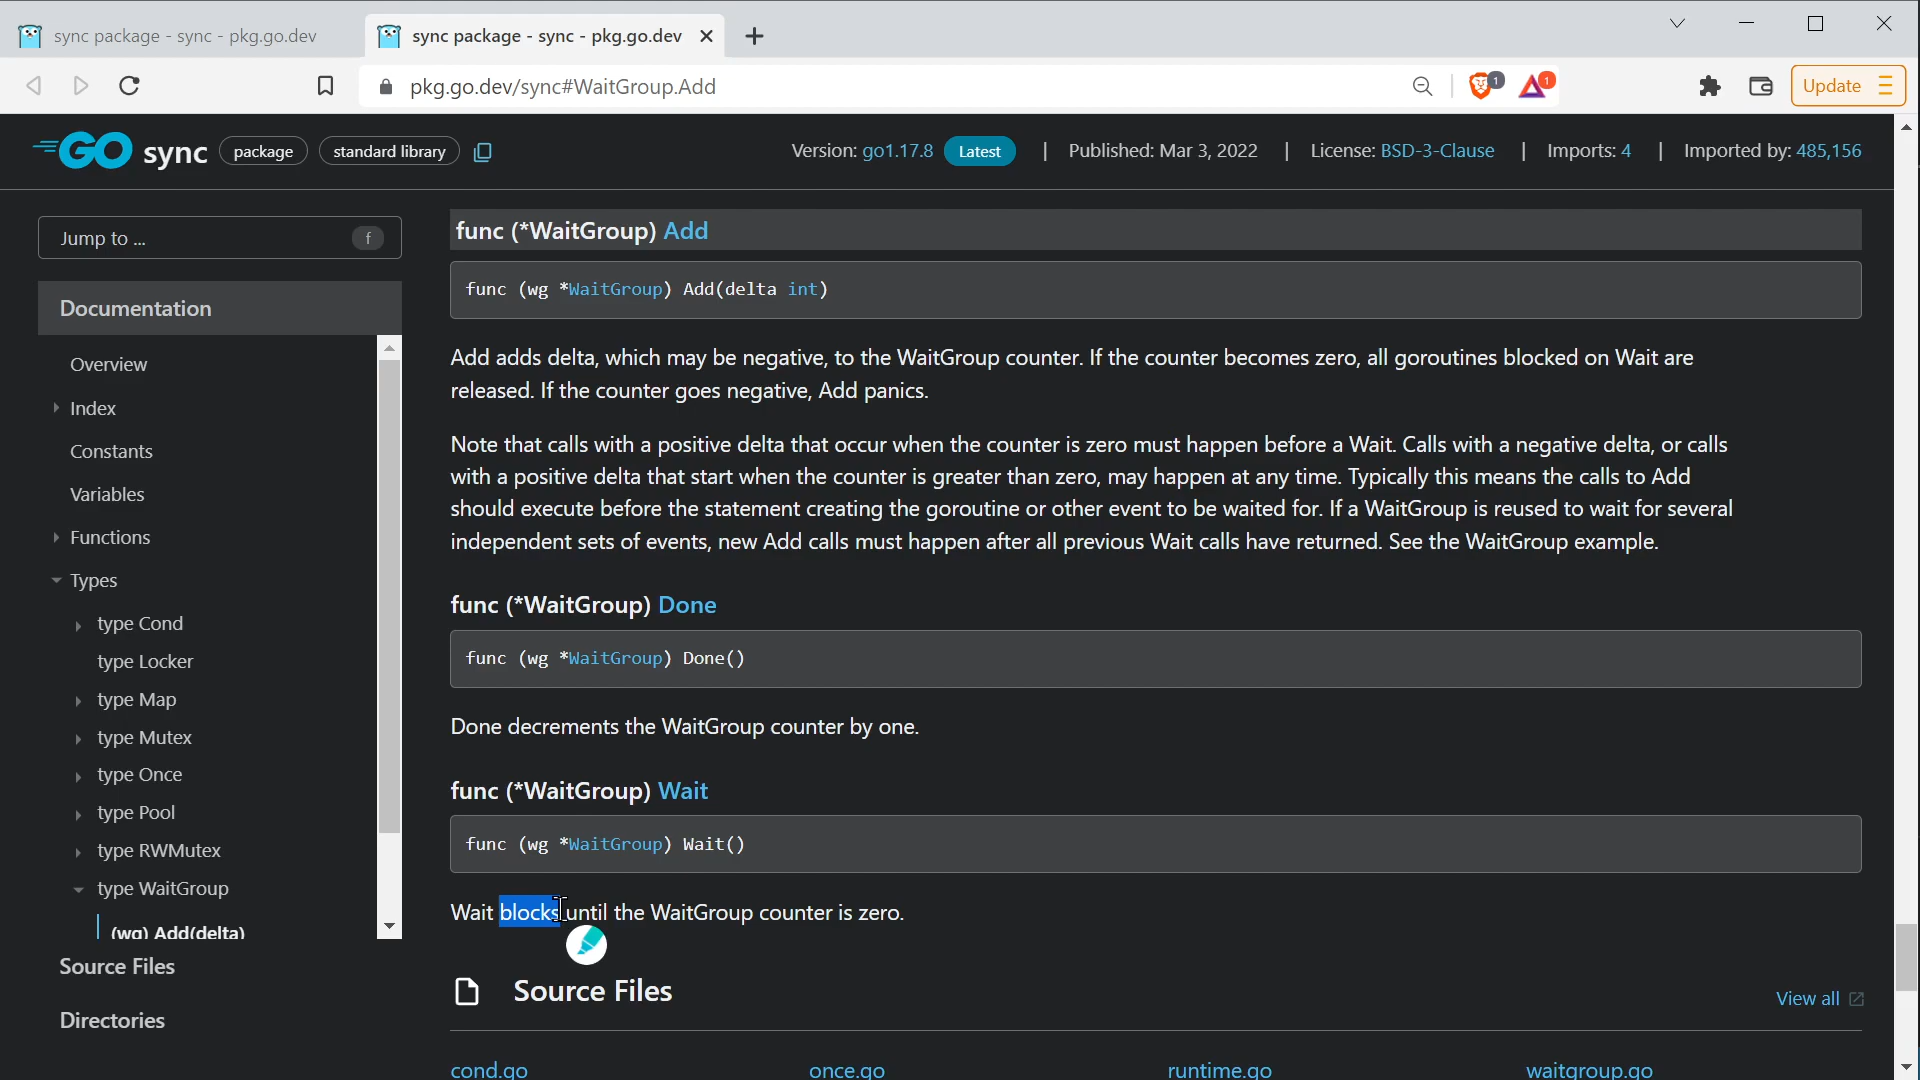 sync package - sync - pkg.go.dev
sync package - sync - pkg.go.dev
pkg.go.dev/sync#WaitGroup.Add
1
1
Update
GO sync package standard library
Version: go1.17.8 Latest | Published: Mar 3, 2022 | License: BSD-3-Clause | Imports: 4 | Imported by: 485,156
Jump to ...
f
Documentation
Overview
Index
Constants
Variables
Functions
Types
type Cond
type Locker
type Map
type Mutex
type Once
type Pool
type RWMutex
type WaitGroup
(wg) Add(delta)
Source Files
Directories
func (*WaitGroup) Add
func (wg *WaitGroup) Add(delta int)
Add adds delta, which may be negative, to the WaitGroup counter. If the counter becomes zero, all goroutines blocked on Wait are
released. If the counter goes negative, Add panics.
Note that calls with a positive delta that occur when the counter is zero must happen before a Wait. Calls with a negative delta, or calls
with a positive delta that start when the counter is greater than zero, may happen at any time. Typically this means the calls to Add
should execute before the statement creating the goroutine or other event to be waited for. If a WaitGroup is reused to wait for several
independent sets of events, new Add calls must happen after all previous Wait calls have returned. See the WaitGroup example.
func (*WaitGroup) Done
func (wg *WaitGroup) Done()
Done decrements the WaitGroup counter by one.
func (*WaitGroup) Wait
func (wg *WaitGroup) Wait()
Wait blocks until the WaitGroup counter is zero.
Source Files
View all
cond.go
once.go
runtime.go
waitgroup.go